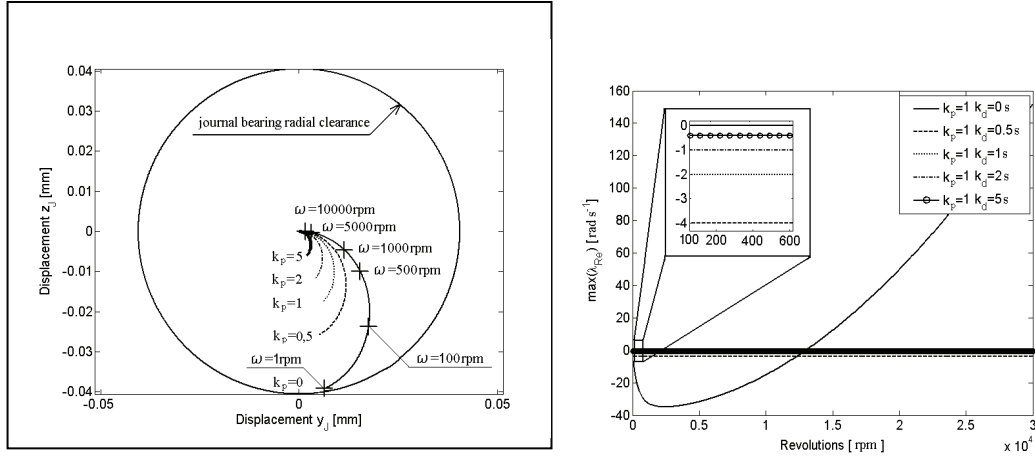 0.04
0.03
0.02
0.01
0
-0.01
-0.02
-0.03
-0.04
-0.05
0
0.05
Displacement z_J [mm]
Displacement y_J [mm]
journal bearing radial clearance
ω=10000rpm
ω=5000rpm
ω=1000rpm
ω=500rpm
ω=100rpm
ω=1rpm
k_p=5
k_p=2
k_p=1
k_p=0,5
k_p=0
160
140
120
100
80
60
40
20
0
-20
-40
max(λ_Re) [ rad s⁻¹]
0
-1
-2
-3
-4
100
200
400
600
k_p=1 k_d=0 s
k_p=1 k_d=0.5s
k_p=1 k_d=1s
k_p=1 k_d=2 s
k_p=1 k_d=5s
0
0.5
1
1.5
2
2.5
3
x 10⁴
Revolutions [ rpm]